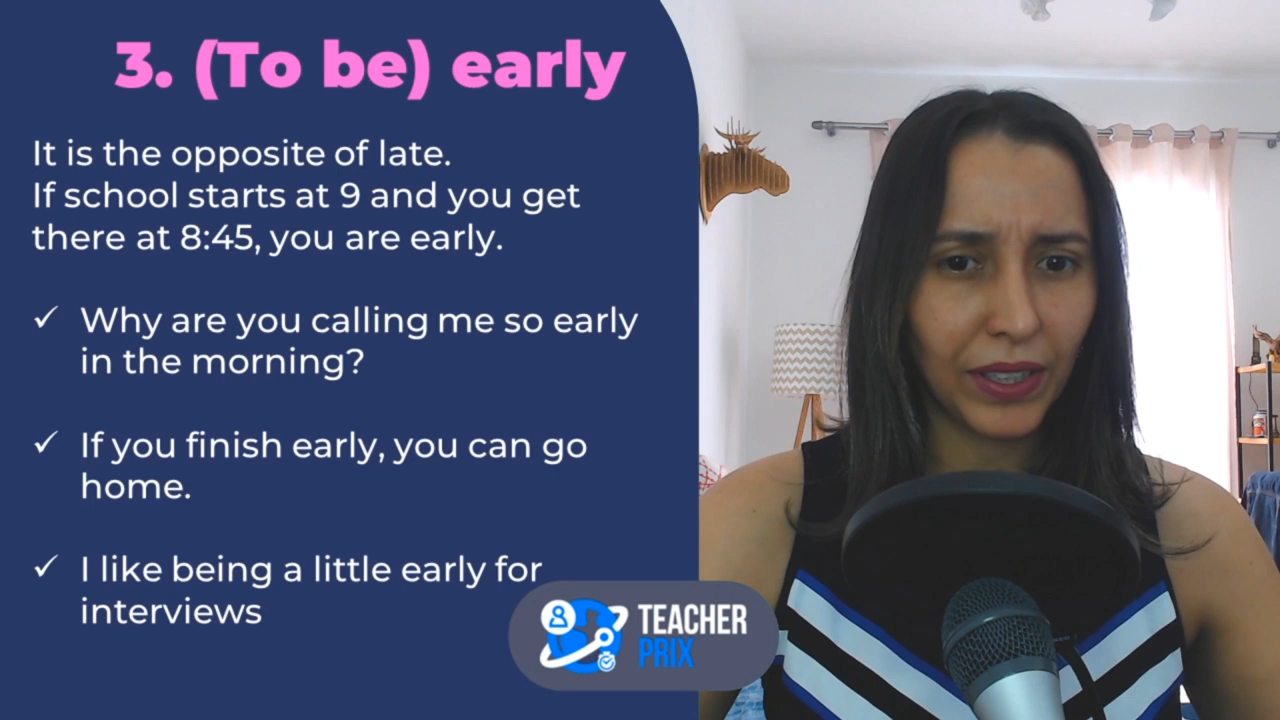 3. (To be) early
It is the opposite of late.
If school starts at 9 and you get
there at 8:45, you are early.
✓ Why are you calling me so early
in the morning?
✓ If you finish early, you can go
home.
✓ I like being a little early for
interviews
TEACHER
PRIX